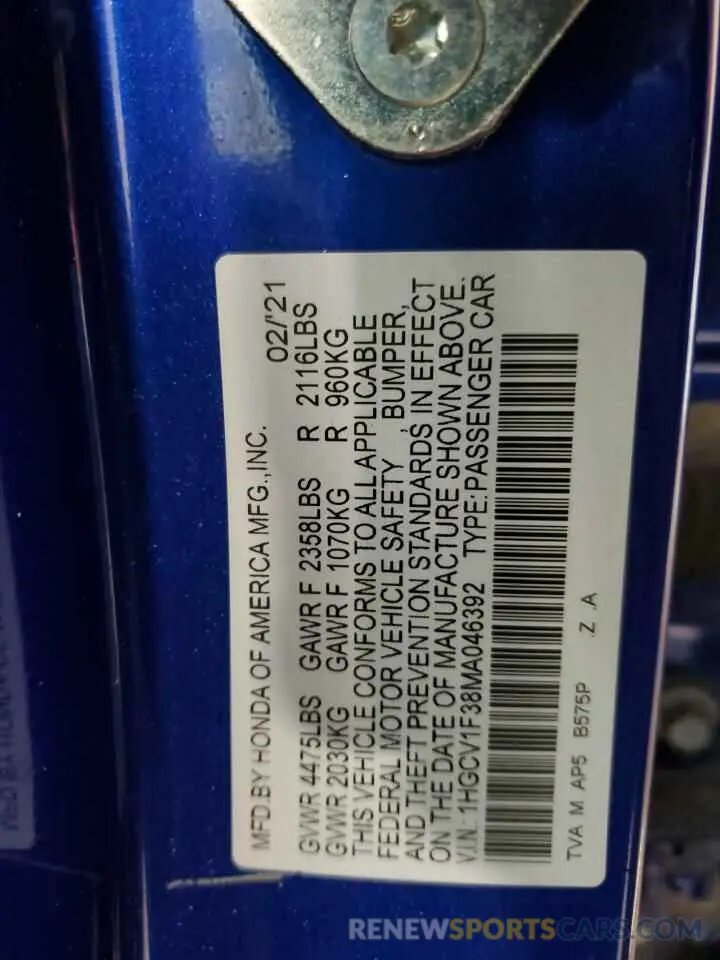 MFD.BY HONDA OF AMERICA MFG.,INC. 02/'21
GVWR 4475LBS GAWR F 2358LBS R 2116LBS
GVWR 2030KG GAWR F 1070KG R 960KG
THIS VEHICLE CONFORMS TO ALL APPLICABLE
FEDERAL MOTOR VEHICLE SAFETY , BUMPER,
AND THEFT PREVENTION STANDARDS IN EFFECT
ON THE DATE OF MANUFACTURE SHOWN ABOVE.
V.I.N.: 1HGCV1F38MA046392 TYPE: PASSENGER CAR
TVA M AP5 B575P .Z .A
RENEWSPORTSCARS.COM